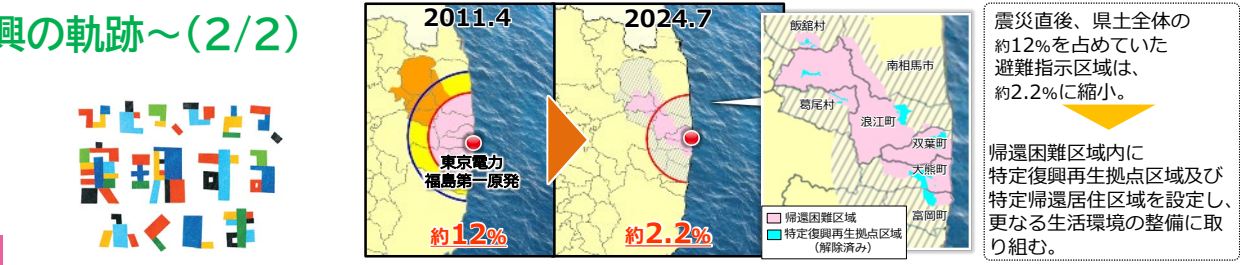 興の軌跡～(2/2)
ひとつ、ひとつ、
実現する
ふくしま
2011.4
東京電力
福島第一原発
約12%
2024.7
約2.2%
飯舘村
南相馬市
葛尾村
浪江町
双葉町
大熊町
富岡町
帰還困難区域
特定復興再生拠点区域
(解除済み)
震災直後、県土全体の
約12%を占めていた
避難指示区域は、
約2.2%に縮小。
帰還困難区域内に
特定復興再生拠点区域及び
特定帰還居住区域を設定し、
更なる生活環境の整備に取
り組む。